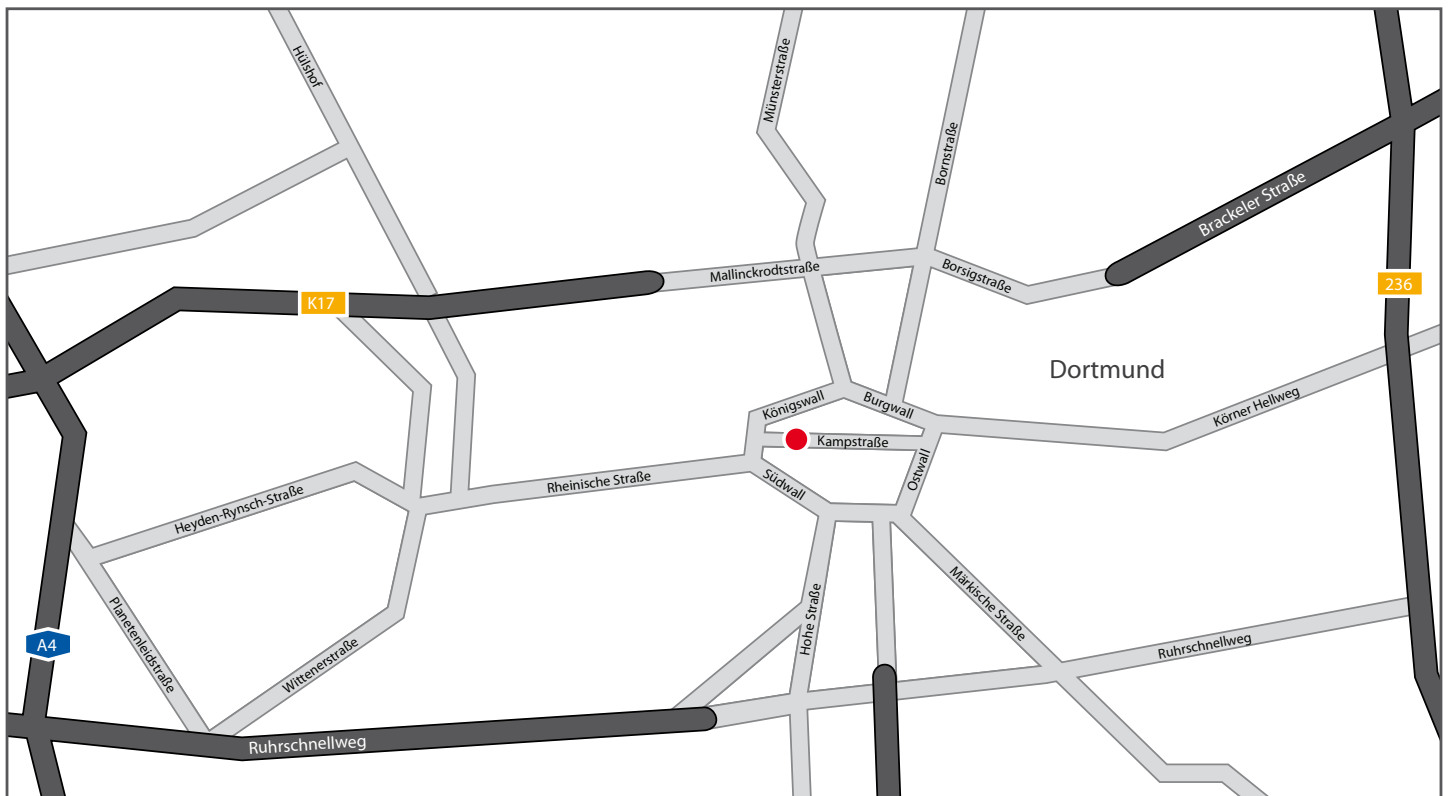 Hülshof
Münsterstraße
Bornstraße
Brackeler Straße
Mallinckrodtstraße
Borsigstraße
K17
236
Dortmund
Königswall
Burgwall
Körner Hellweg
Kampstraße
Ostwall
Rheinische Straße
Südwall
Heyden-Rynsch-Straße
Planetenleidstraße
Wittenerstraße
Hohe Straße
Märkische Straße
Ruhrschnellweg
A4
Ruhrschnellweg